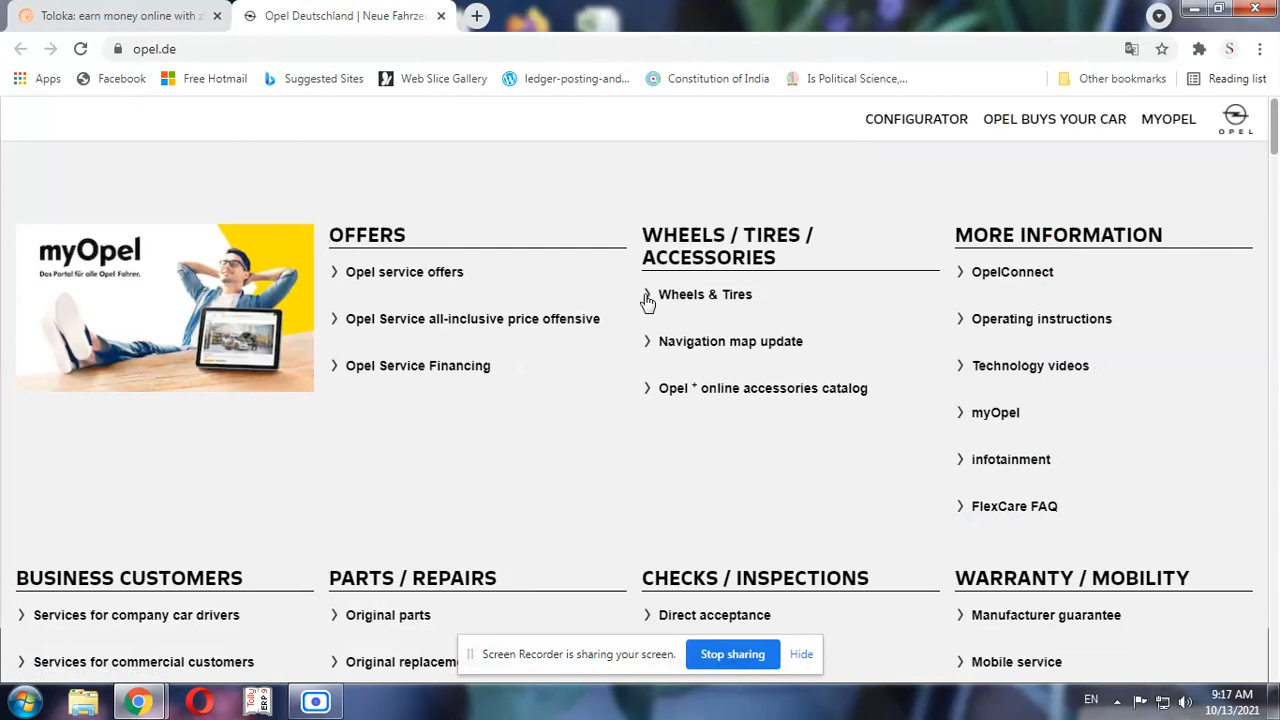 Toloka: earn money online with z
Opel Deutschland | Neue Fahrze
opel.de
Apps
Facebook
Free Hotmail
Suggested Sites
Web Slice Gallery
ledger-posting-and...
Constitution of India
Is Political Science,...
Other bookmarks
Reading list
S
CONFIGURATOR
OPEL BUYS YOUR CAR
MYOPEL
OPEL
myOpel
Das Portal für alle Opel Fahrer.
OFFERS
Opel service offers
Opel Service all-inclusive price offensive
Opel Service Financing
WHEELS / TIRES /
ACCESSORIES
Wheels & Tires
Navigation map update
Opel + online accessories catalog
MORE INFORMATION
OpelConnect
Operating instructions
Technology videos
myOpel
infotainment
FlexCare FAQ
BUSINESS CUSTOMERS
Services for company car drivers
Services for commercial customers
PARTS / REPAIRS
Original parts
Original replaceme
CHECKS / INSPECTIONS
Direct acceptance
WARRANTY / MOBILITY
Manufacturer guarantee
Mobile service
Screen Recorder is sharing your screen.
Stop sharing
Hide
Tally
ERP 9
EN
9:17 AM
10/13/2021